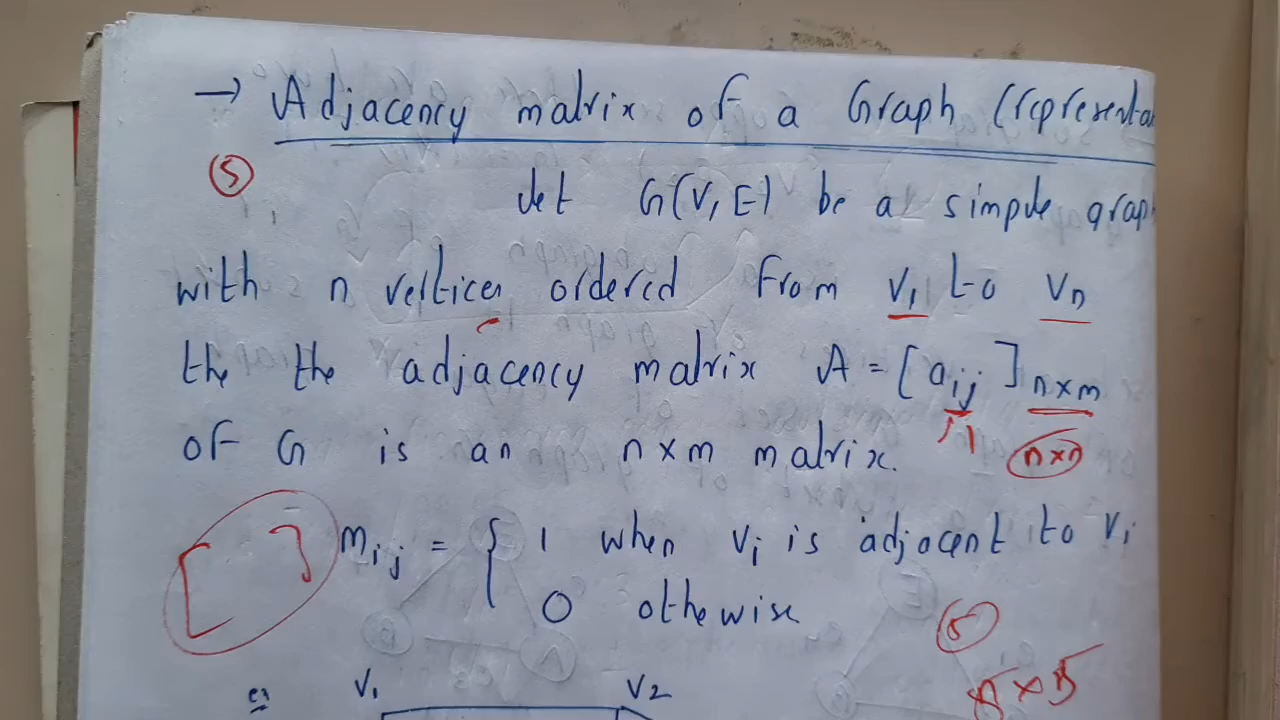 → Adjacency matrix of a Graph (representa
5
Let G(V, E) be a simple grap
with n vertices ordered From v1 to vn
the the adjacency matrix A = [aij]n×m
of G is an n×m matrix. n×n
mij = { 1 when vi is adjacent to vi
0 otherwise
5
eg V1 V2
5×5